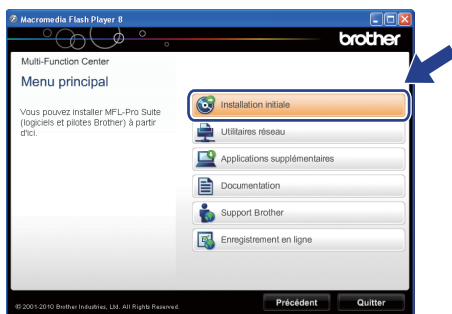 Macromedia Flash Player 8
brother
Multi-Function Center
Menu principal
Vous pouvez installer MFL-Pro Suite
(logiciels et pilotes Brother) à partir
d'ici.
Installation initiale
Utilitaires réseau
Applications supplémentaires
Documentation
Support Brother
Enregistrement en ligne
© 2001-2010 Brother Industries, Ltd. All Rights Reserved.
Précédent
Quitter